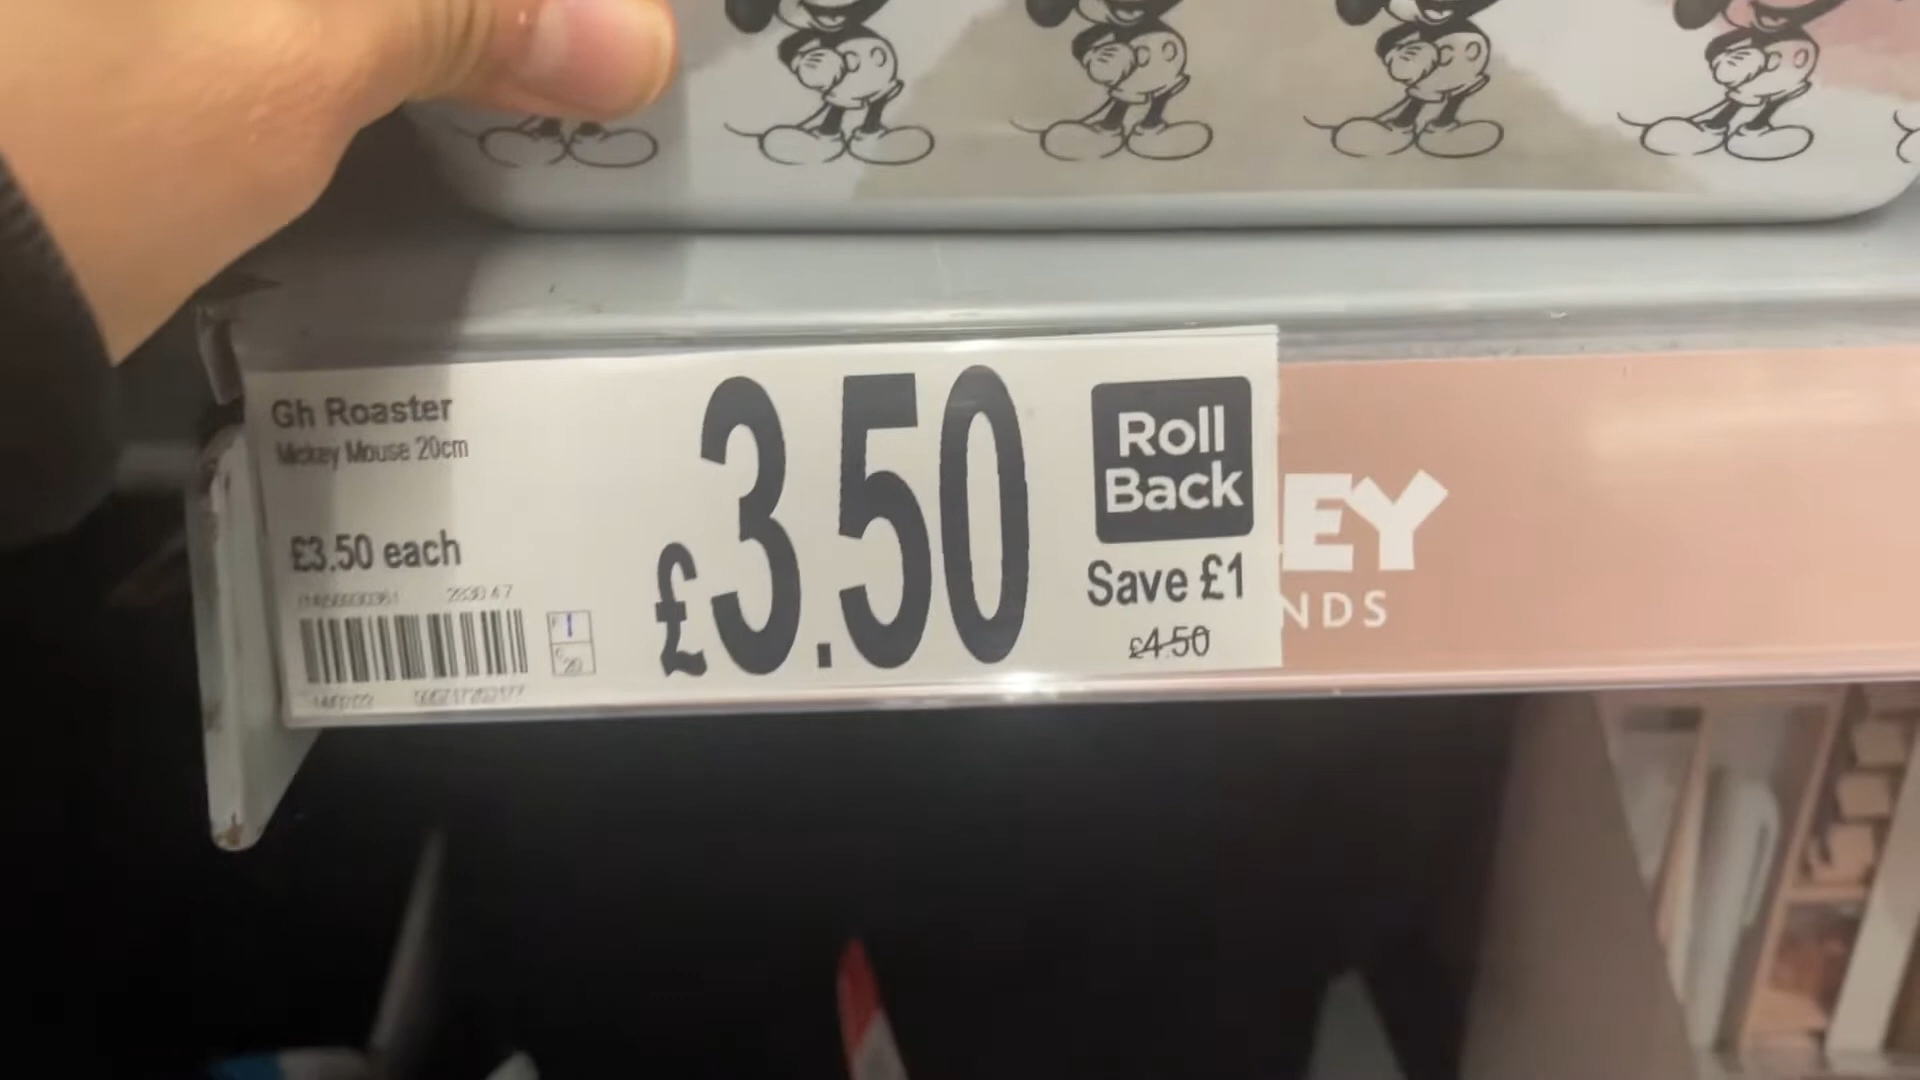 Gh Roaster
Mickey Mouse 20cm
£3.50 each
£3.50
Roll
Back
Save £1
£4.50
EY
NDS